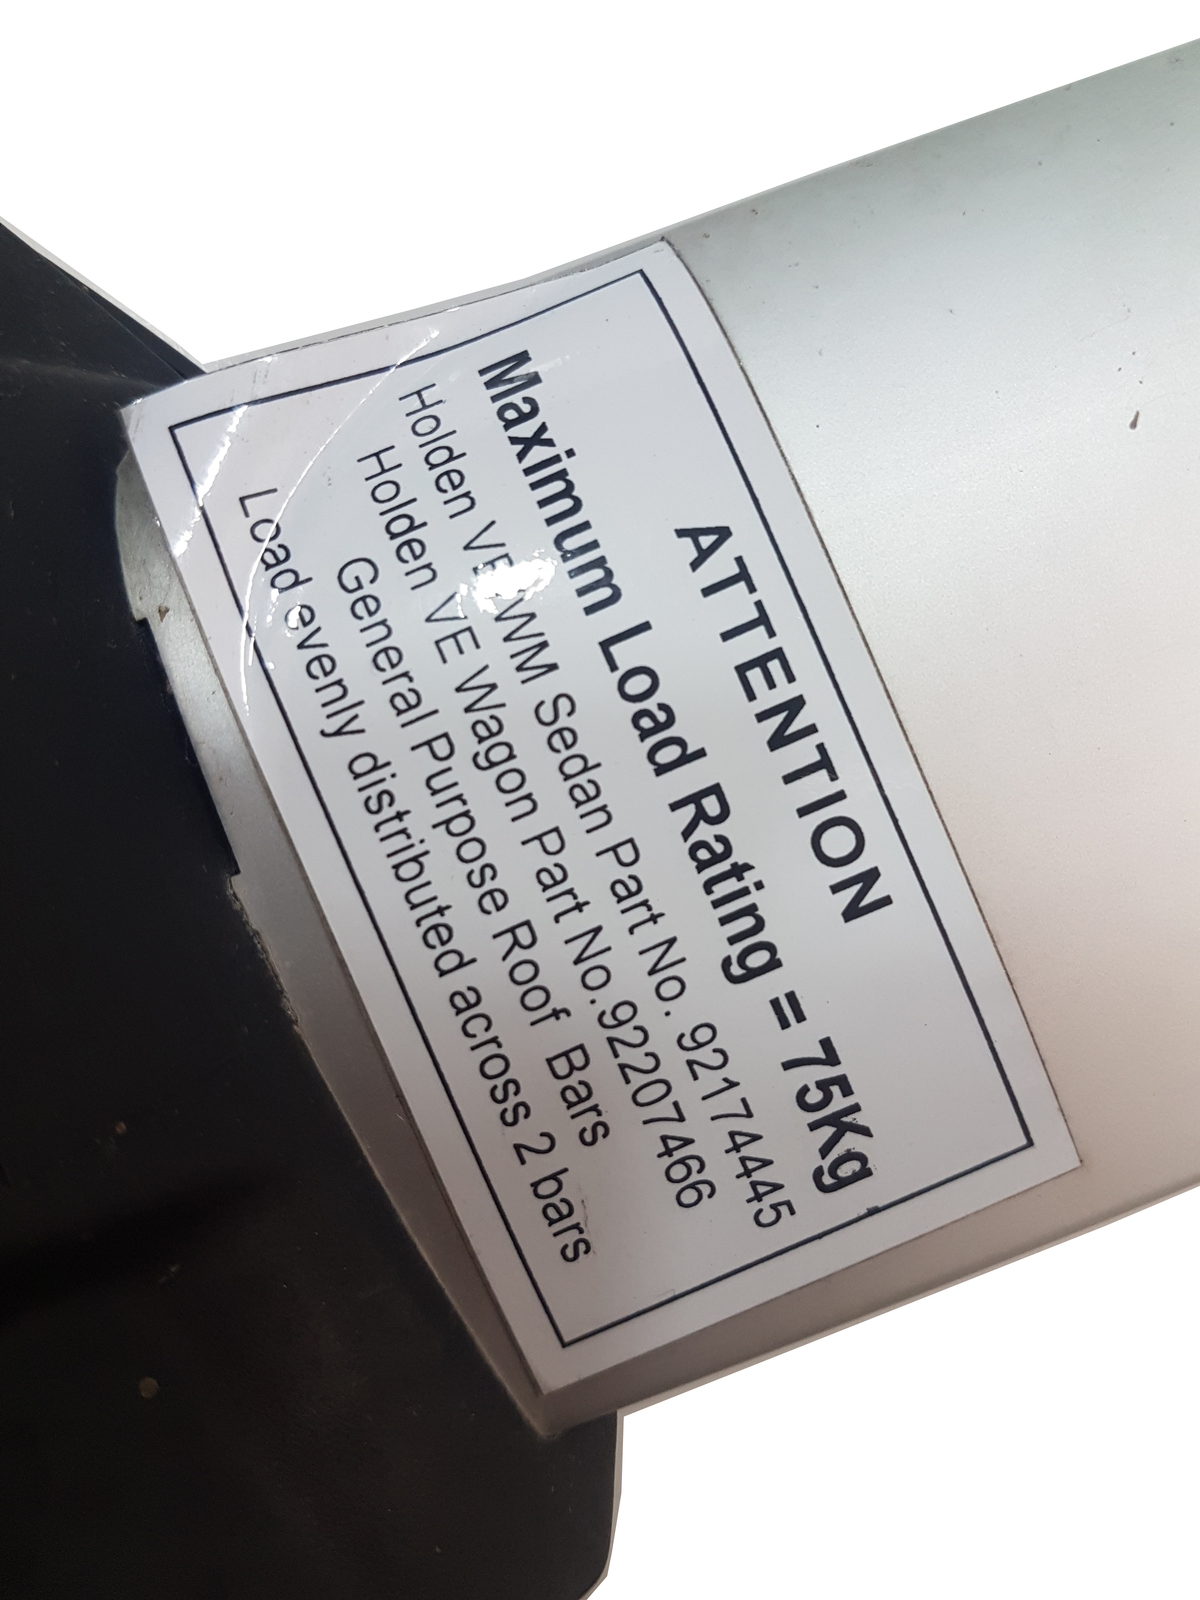 ATTENTION
Maximum Load Rating = 75Kg
Holden VE WM Sedan Part No. 92174445
Holden VE Wagon Part No.92207466
General Purpose Roof Bars
Load evenly distributed across 2 bars